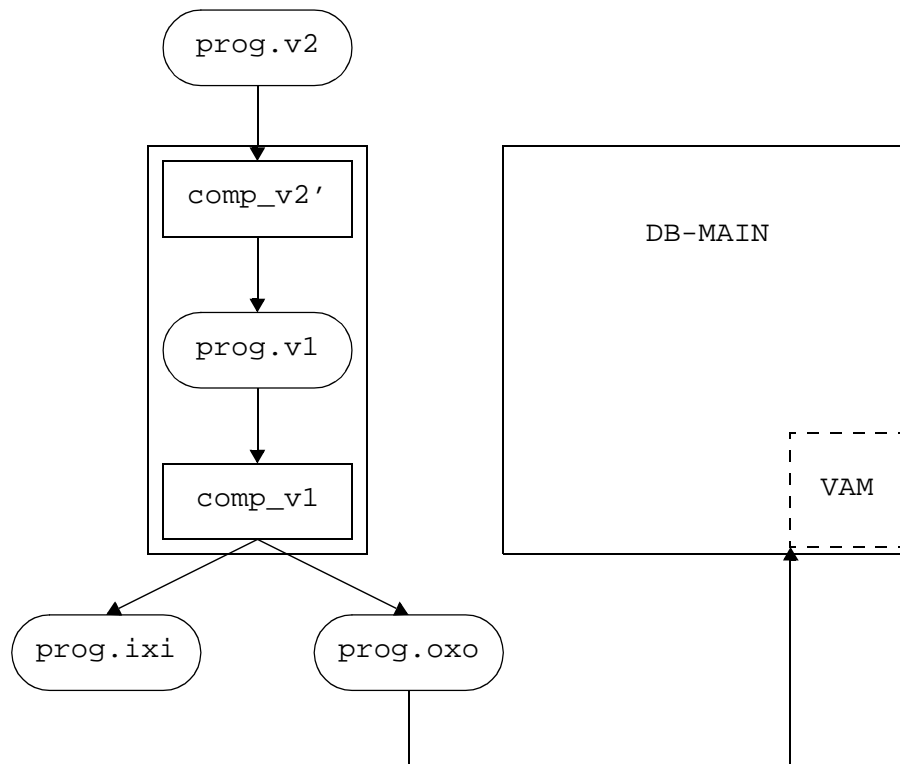 prog.v2
comp_v2’
DB-MAIN
prog.v1
comp_v1
VAM
prog.ixi
prog.oxo